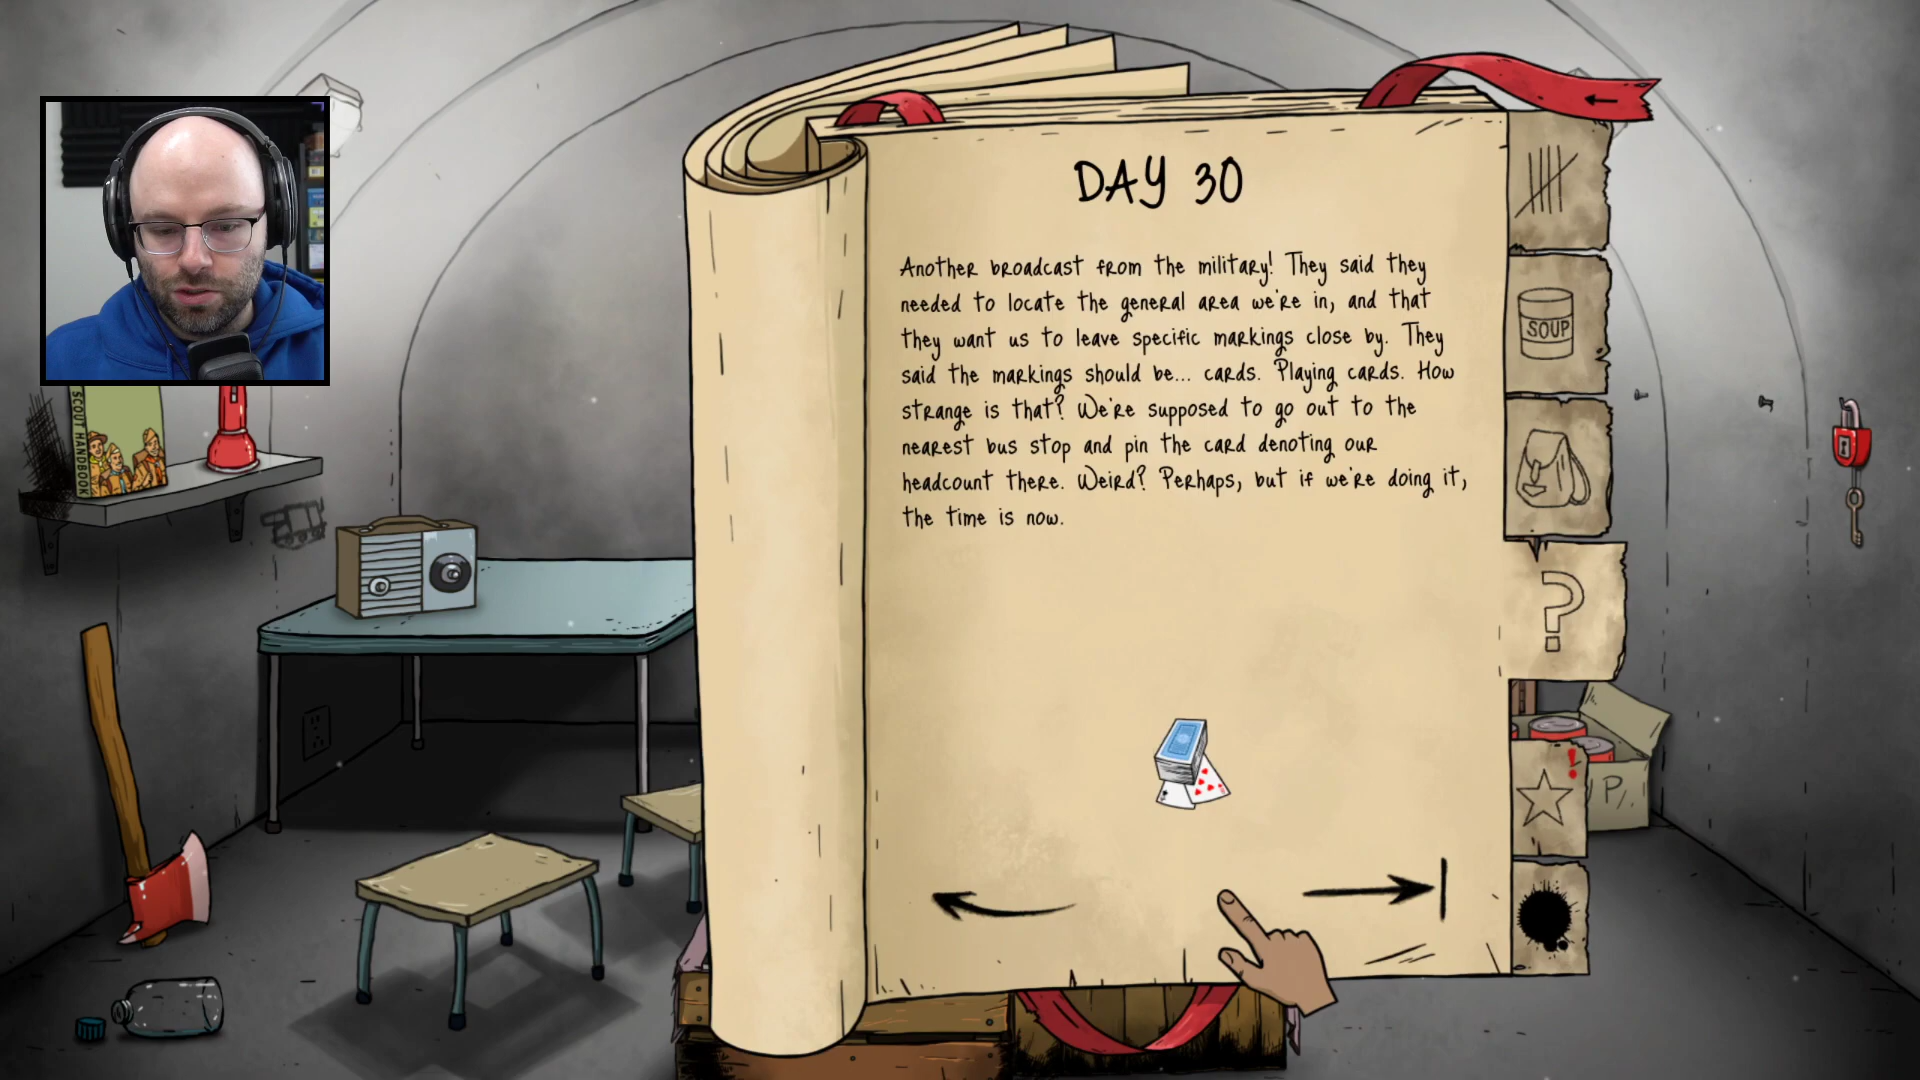 DAY 30
Another broadcast from the military! They said they
needed to locate the general area we're in, and that
they want us to leave specific markings close by. They
said the markings should be... cards. Playing cards. How
strange is that? We're supposed to go out to the
nearest bus stop and pin the card denoting our
headcount there. Weird? Perhaps, but if we're doing it,
the time is now.
SOUP
SCOUT HANDBOOK